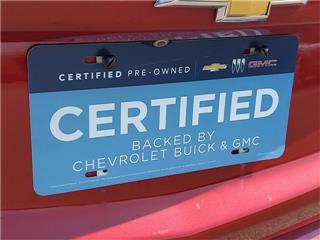 CERTIFIED PRE-OWNED GMC
CERTIFIED
BACKED BY
CHEVROLET BUICK & GMC